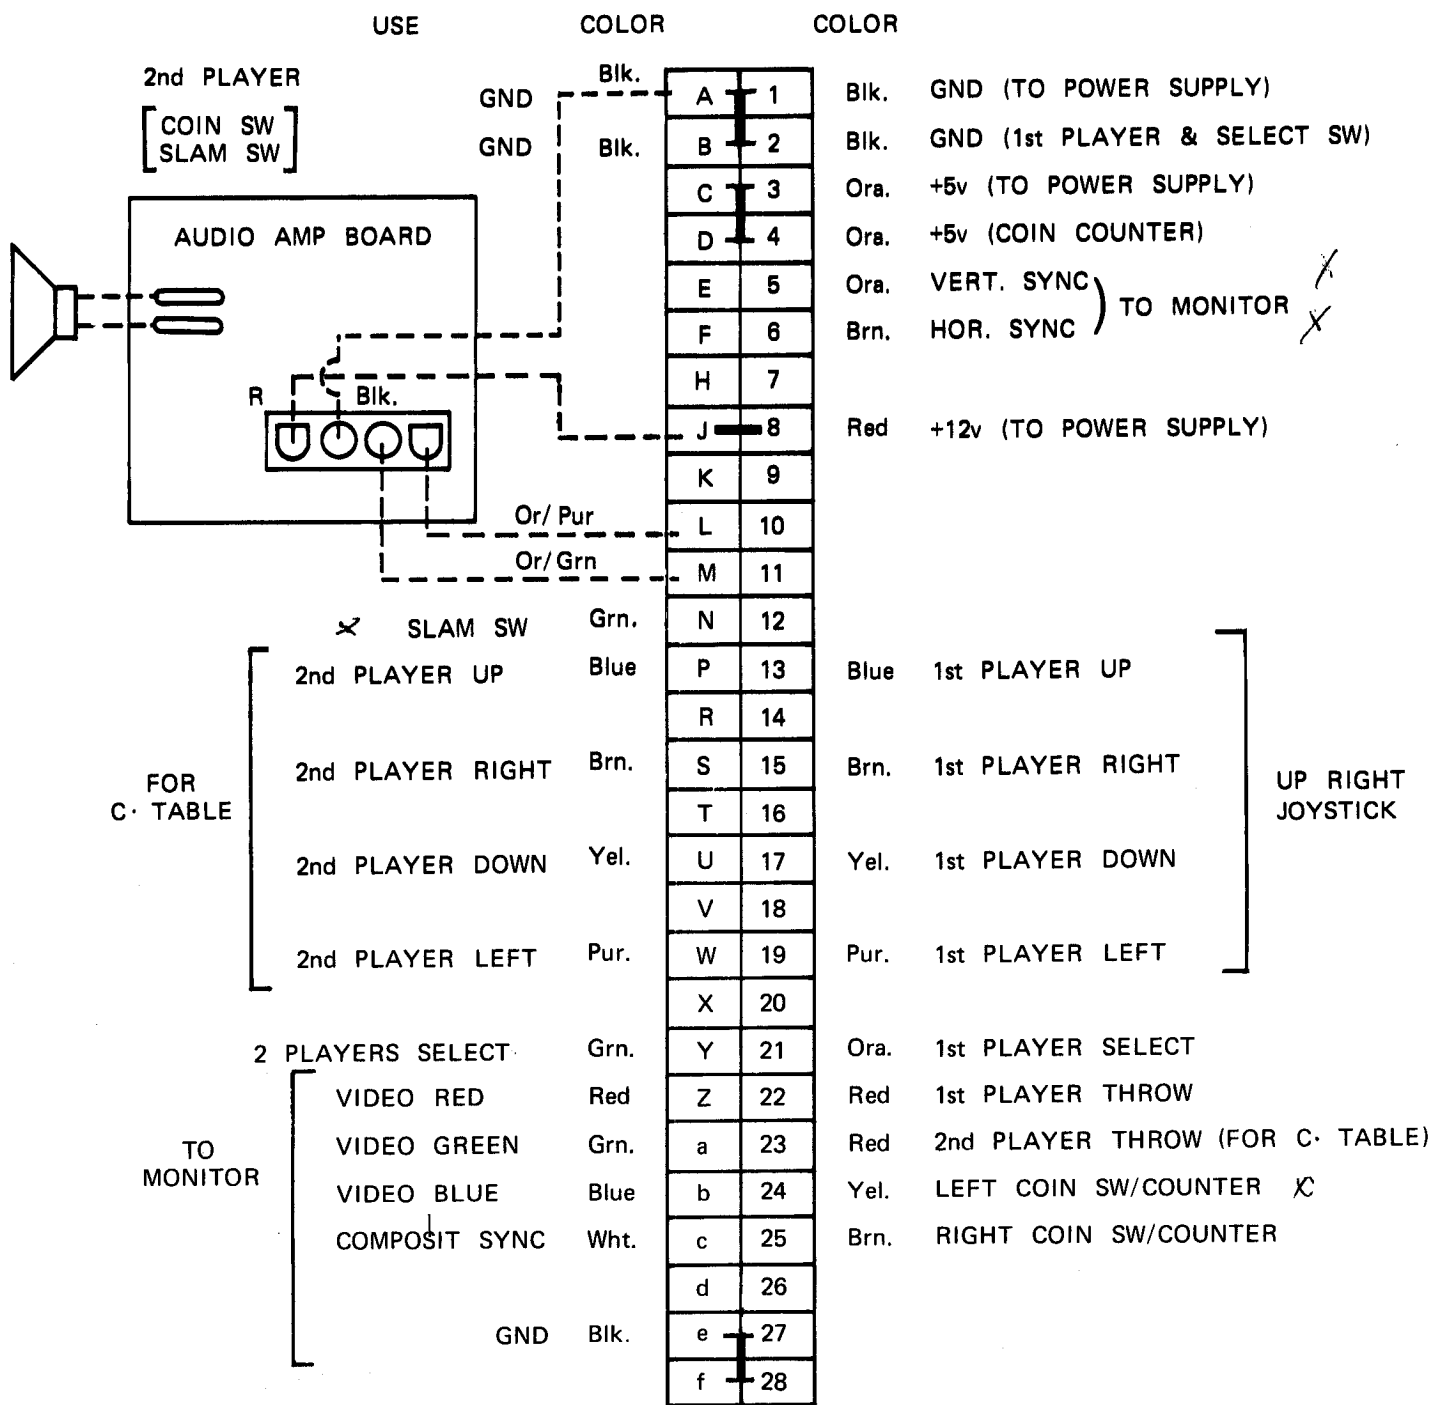 USE COLOR COLOR
2nd PLAYER
COIN SW
SLAM SW
GND Blk. A 1 Blk. GND (TO POWER SUPPLY)
GND Blk. B 2 Blk. GND (1st PLAYER & SELECT SW)
C 3 Ora. +5v (TO POWER SUPPLY)
AUDIO AMP BOARD
D 4 Ora. +5v (COIN COUNTER)
E 5 Ora. VERT. SYNC
TO MONITOR
F 6 Brn. HOR. SYNC
H 7
R Blk.
J 8 Red +12v (TO POWER SUPPLY)
K 9
Or/Pur L 10
Or/Grn M 11
SLAM SW Grn. N 12
2nd PLAYER UP Blue P 13 Blue 1st PLAYER UP
R 14
2nd PLAYER RIGHT Brn. S 15 Brn. 1st PLAYER RIGHT
FOR
C· TABLE
UP RIGHT
JOYSTICK
T 16
2nd PLAYER DOWN Yel. U 17 Yel. 1st PLAYER DOWN
V 18
2nd PLAYER LEFT Pur. W 19 Pur. 1st PLAYER LEFT
X 20
2 PLAYERS SELECT Grn. Y 21 Ora. 1st PLAYER SELECT
VIDEO RED Red Z 22 Red 1st PLAYER THROW
TO
MONITOR
VIDEO GREEN Grn. a 23 Red 2nd PLAYER THROW (FOR C· TABLE)
VIDEO BLUE Blue b 24 Yel. LEFT COIN SW/COUNTER
COMPOSIT SYNC Wht. c 25 Brn. RIGHT COIN SW/COUNTER
d 26
GND Blk. e 27
f 28